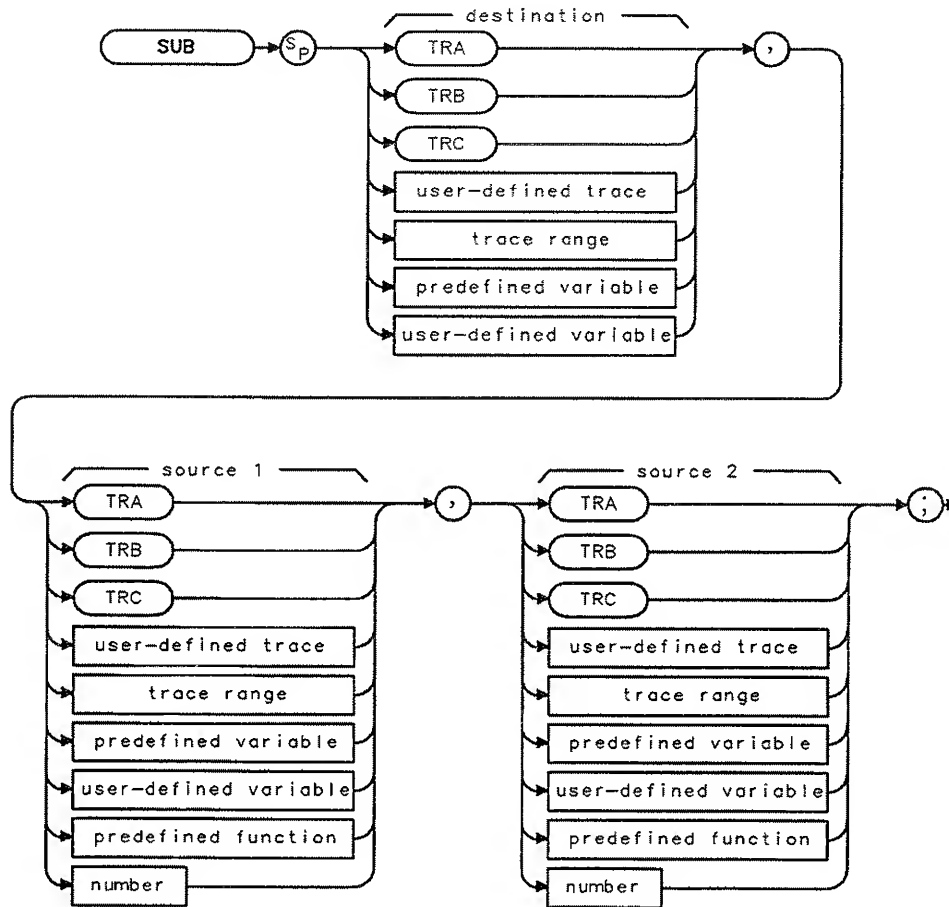 destination
SUB SP TRA ,
TRB
TRC
user-defined trace
trace range
predefined variable
user-defined variable
source 1
TRA ,
TRB
TRC
user-defined trace
trace range
predefined variable
user-defined variable
predefined function
number
source 2
TRA ;
TRB
TRC
user-defined trace
trace range
predefined variable
user-defined variable
predefined function
number